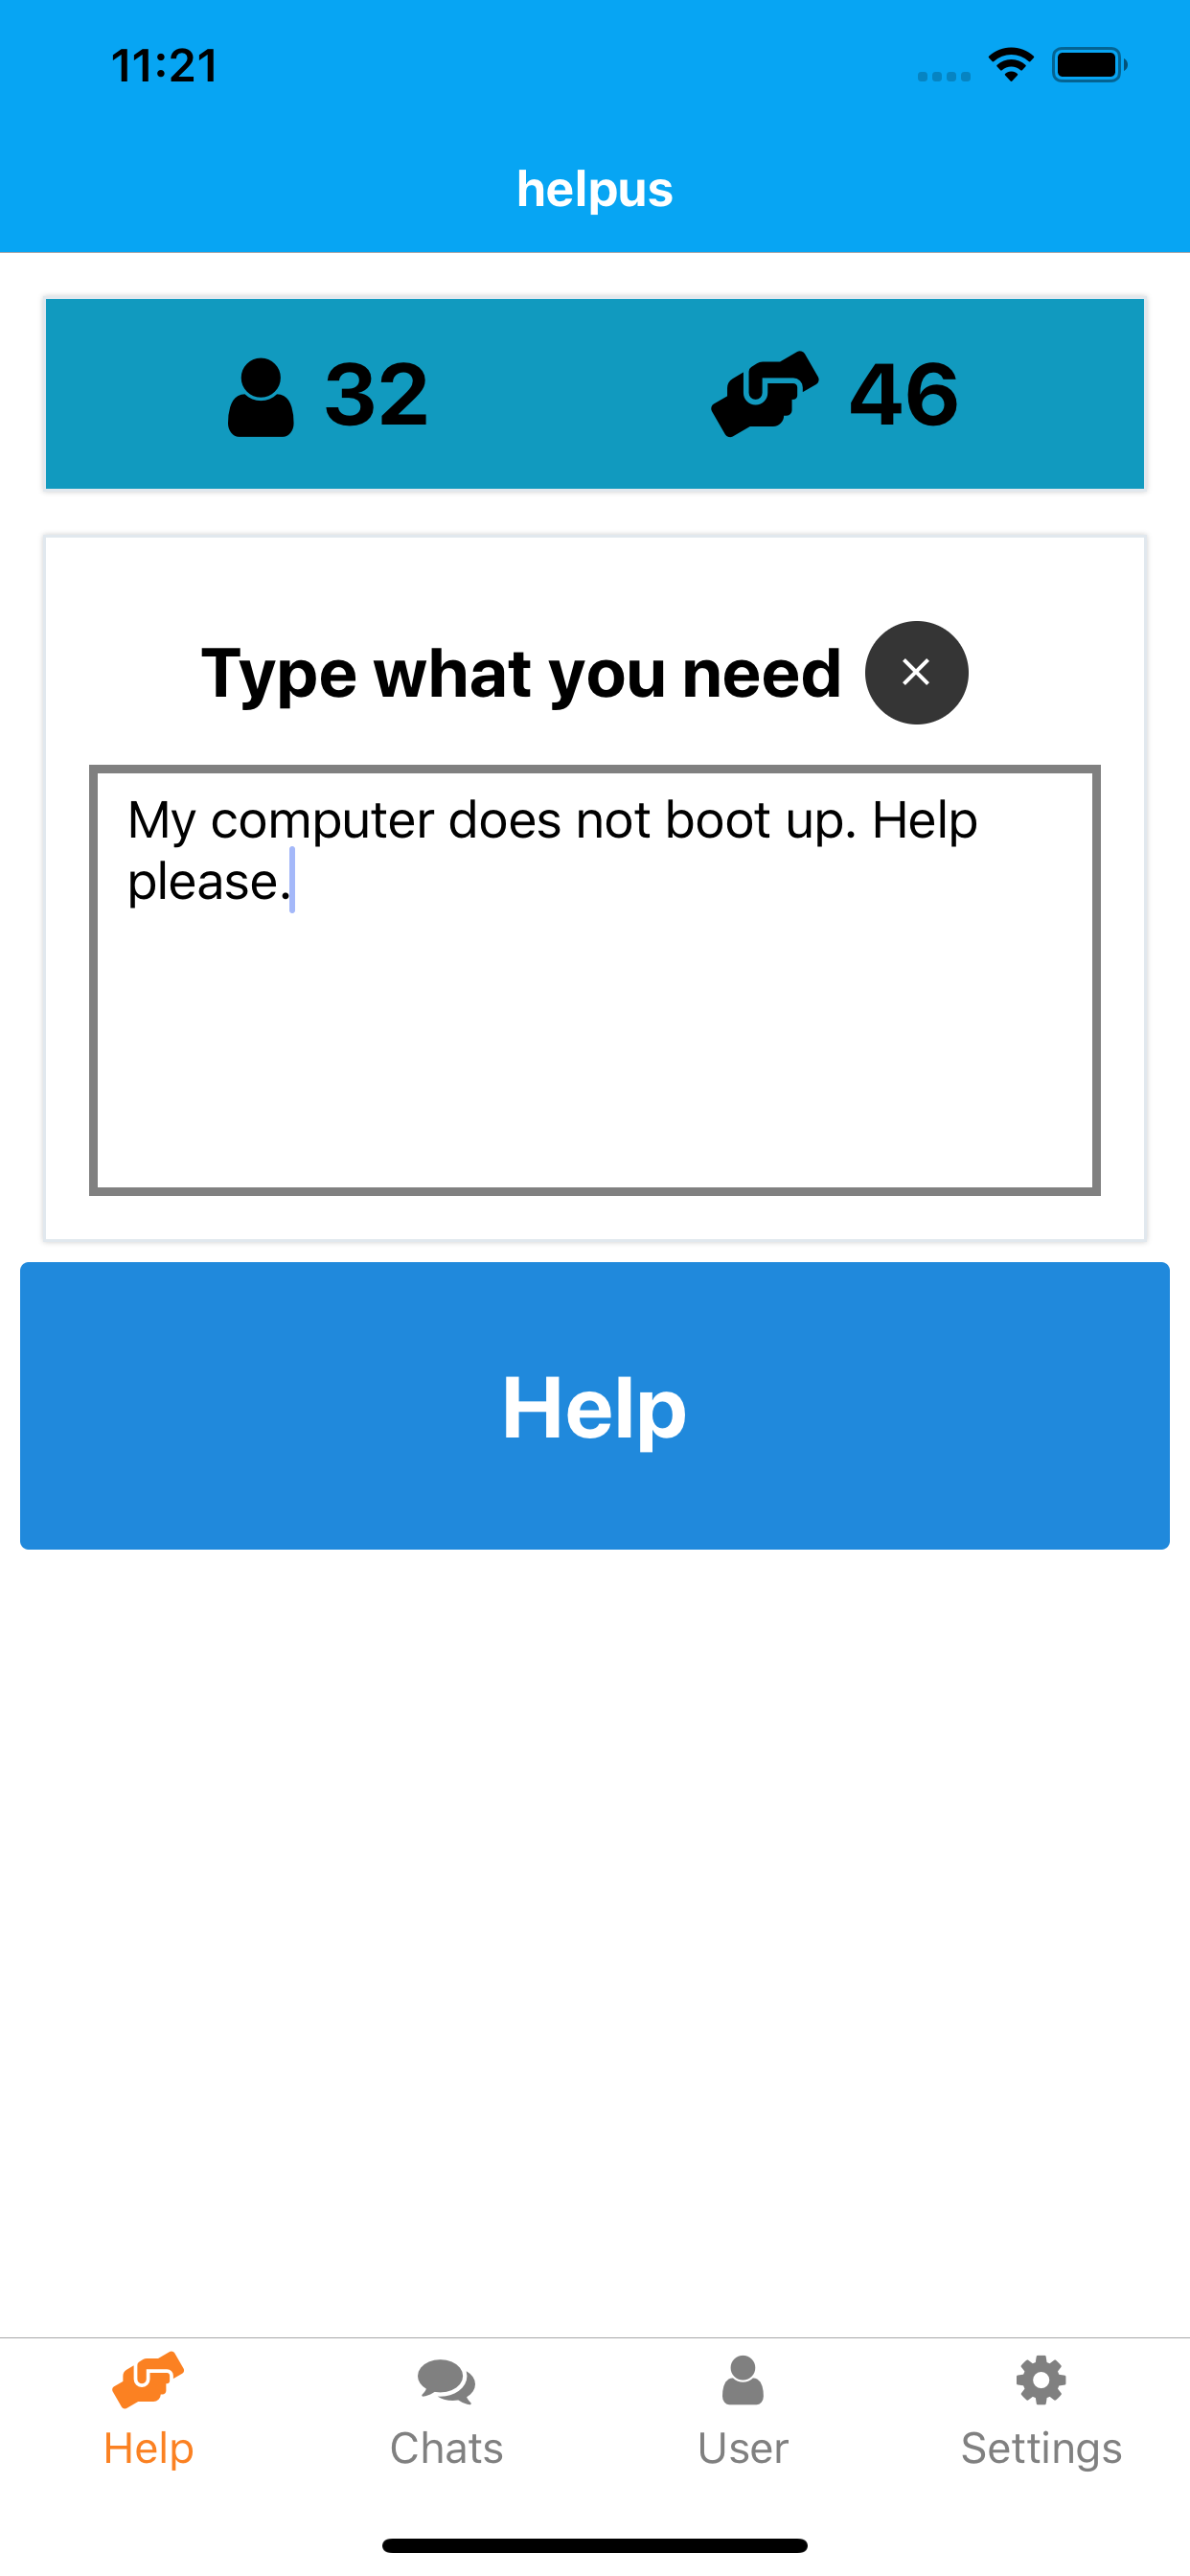 11:21
helpus
32
46
Type what you need
My computer does not boot up. Help
please.
Help
Help
Chats
User
Settings